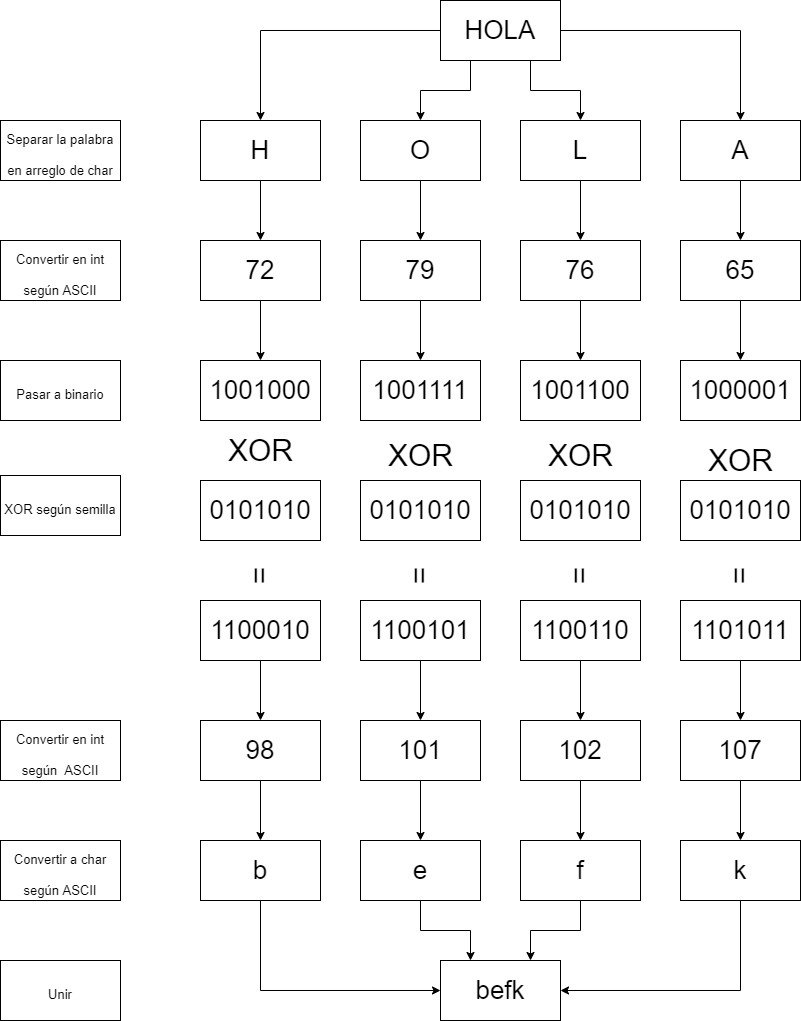 HOLA
Separar la palabra
en arreglo de char
H
O
L
A
Convertir en int
según ASCII
72
79
76
65
Pasar a binario
1001000
1001111
1001100
1000001
XOR
XOR
XOR
XOR
XOR según semilla
0101010
0101010
0101010
0101010
=
=
=
=
1100010
1100101
1100110
1101011
Convertir en int
según ASCII
98
101
102
107
Convertir a char
según ASCII
b
e
f
k
Unir
befk